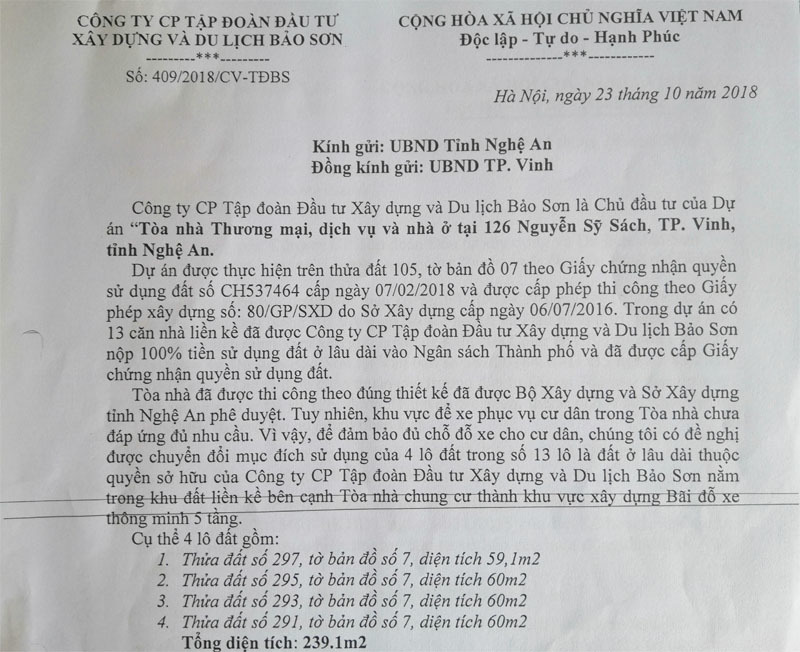 CÔNG TY CP TẬP ĐOÀN ĐẦU TƯ
XÂY DỰNG VÀ DU LỊCH BẢO SƠN
---------***---------
Số: 409/2018/CV-TĐBS
CỘNG HÒA XÃ HỘI CHỦ NGHĨA VIỆT NAM
Độc lập - Tự do - Hạnh Phúc
--------------***------------
Hà Nội, ngày 23 tháng 10 năm 2018
Kính gửi: UBND Tỉnh Nghệ An
Đồng kính gửi: UBND TP. Vinh
Công ty CP Tập đoàn Đầu tư Xây dựng và Du lịch Bảo Sơn là Chủ đầu tư của Dự
án “Tòa nhà Thương mại, dịch vụ và nhà ở tại 126 Nguyễn Sỹ Sách, TP. Vinh,
tỉnh Nghệ An.
Dự án được thực hiện trên thửa đất 105, tờ bản đồ 07 theo Giấy chứng nhận quyền
sử dụng đất số CH537464 cấp ngày 07/02/2018 và được cấp phép thi công theo Giấy
phép xây dựng số: 80/GP/SXD do Sở Xây dựng cấp ngày 06/07/2016. Trong dự án có
13 căn nhà liền kề đã được Công ty CP Tập đoàn Đầu tư Xây dựng và Du lịch Bảo Sơn
nộp 100% tiền sử dụng đất ở lâu dài vào Ngân sách Thành phố và đã được cấp Giấy
chứng nhận quyền sử dụng đất.
Tòa nhà đã được thi công theo đúng thiết kế đã được Bộ Xây dựng và Sở Xây dựng
tỉnh Nghệ An phê duyệt. Tuy nhiên, khu vực để xe phục vụ cư dân trong Tòa nhà chưa
đáp ứng đủ nhu cầu. Vì vậy, để đảm bảo đủ chỗ đỗ xe cho cư dân, chúng tôi có đề nghị
được chuyển đổi mục đích sử dụng của 4 lô đất trong số 13 lô là đất ở lâu dài thuộc
quyền sở hữu của Công ty CP Tập đoàn Đầu tư Xây dựng và Du lịch Bảo Sơn nằm
trong khu đất liền kề bên cạnh Tòa nhà chung cư thành khu vực xây dựng Bãi đỗ xe
thông minh 5 tầng.
Cụ thể 4 lô đất gồm:
1. Thửa đất số 297, tờ bản đồ số 7, diện tích 59,1m2
2. Thửa đất số 295, tờ bản đồ số 7, diện tích 60m2
3. Thửa đất số 293, tờ bản đồ số 7, diện tích 60m2
4. Thửa đất số 291, tờ bản đồ số 7, diện tích 60m2
Tổng diện tích: 239.1m2